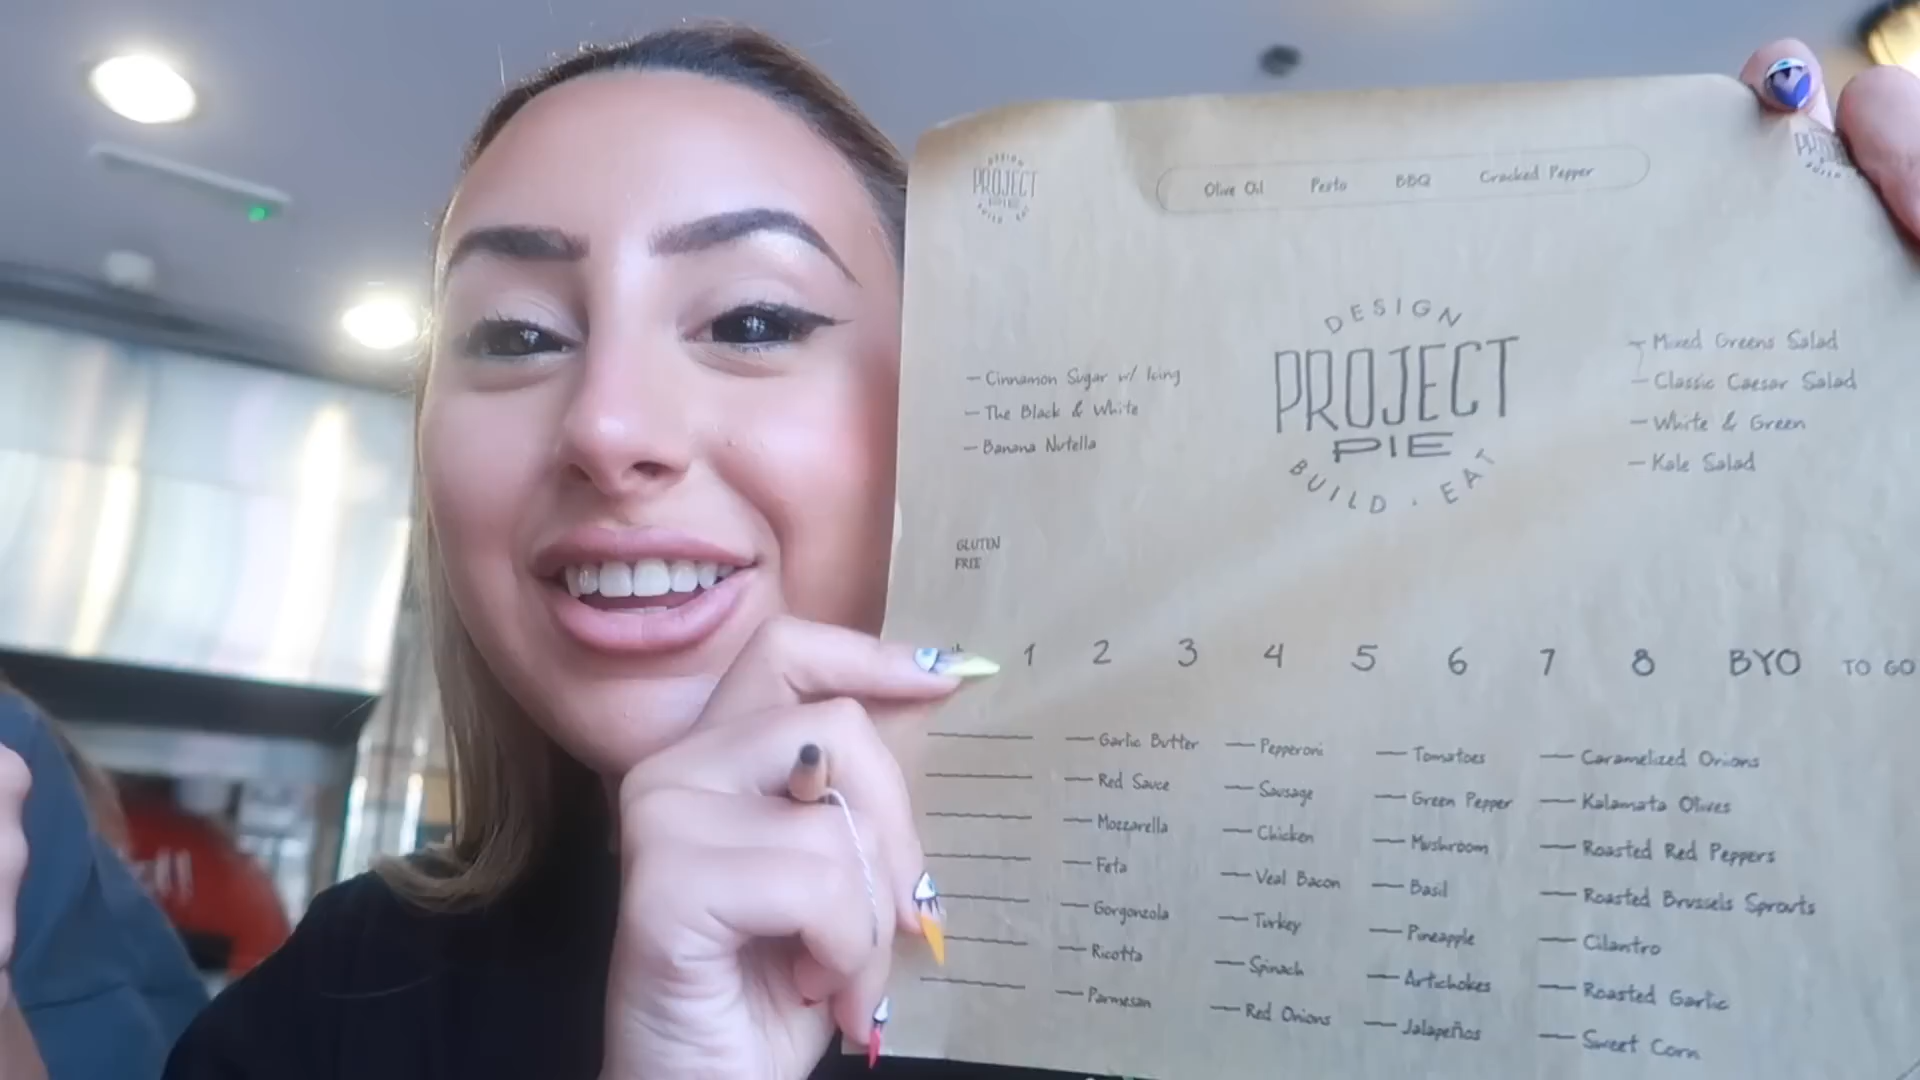 DESIGN
PROJECT
PIE
BUILD · EAT
Olive Oil Pesto BBQ Cracked Pepper
DESIGN
PROJECT
PIE
BUILD · EAT
Cinnamon Sugar w/ Icing
The Black & White
Banana Nutella
Mixed Greens Salad
Classic Caesar Salad
White & Green
Kale Salad
GLUTEN
FREE
1 2 3 4 5 6 7 8 BYO TO GO
Garlic Butter
Red Sauce
Mozzarella
Feta
Gorgonzola
Ricotta
Parmesan
Pepperoni
Sausage
Chicken
Veal Bacon
Turkey
Spinach
Red Onions
Tomatoes
Green Pepper
Mushroom
Basil
Pineapple
Artichokes
Jalapeños
Caramelized Onions
Kalamata Olives
Roasted Red Peppers
Roasted Brussels Sprouts
Cilantro
Roasted Garlic
Sweet Corn